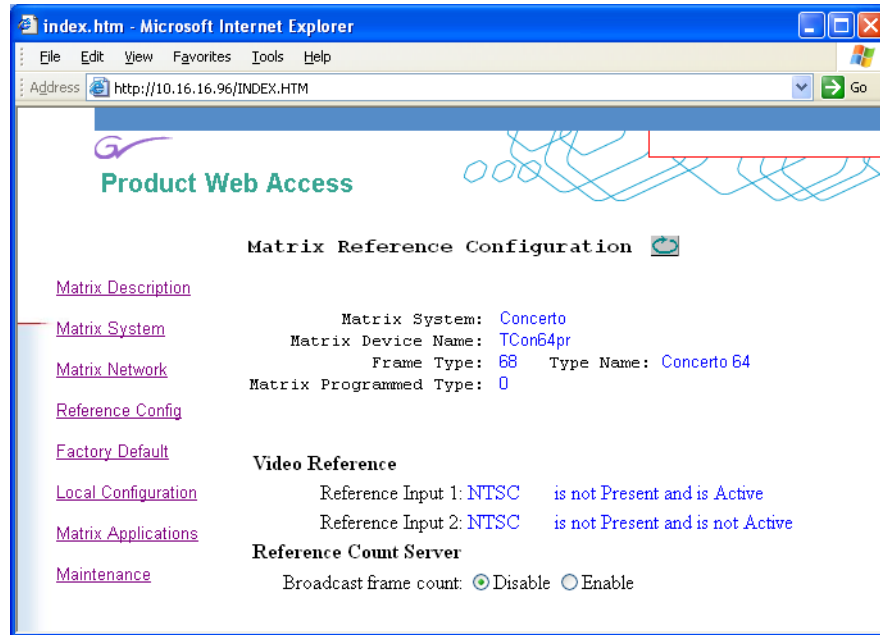 index.htm - Microsoft Internet Explorer
File Edit View Favorites Tools Help
Address http://10.16.16.96/INDEX.HTM Go
Product Web Access
Matrix Reference Configuration
Matrix Description
Matrix System
Matrix Network
Reference Config
Factory Default
Local Configuration
Matrix Applications
Maintenance
Matrix System: Concerto
Matrix Device Name: TCon64pr
Frame Type: 68 Type Name: Concerto 64
Matrix Programmed Type: 0
Video Reference
Reference Input 1: NTSC is not Present and is Active
Reference Input 2: NTSC is not Present and is not Active
Reference Count Server
Broadcast frame count: Disable Enable